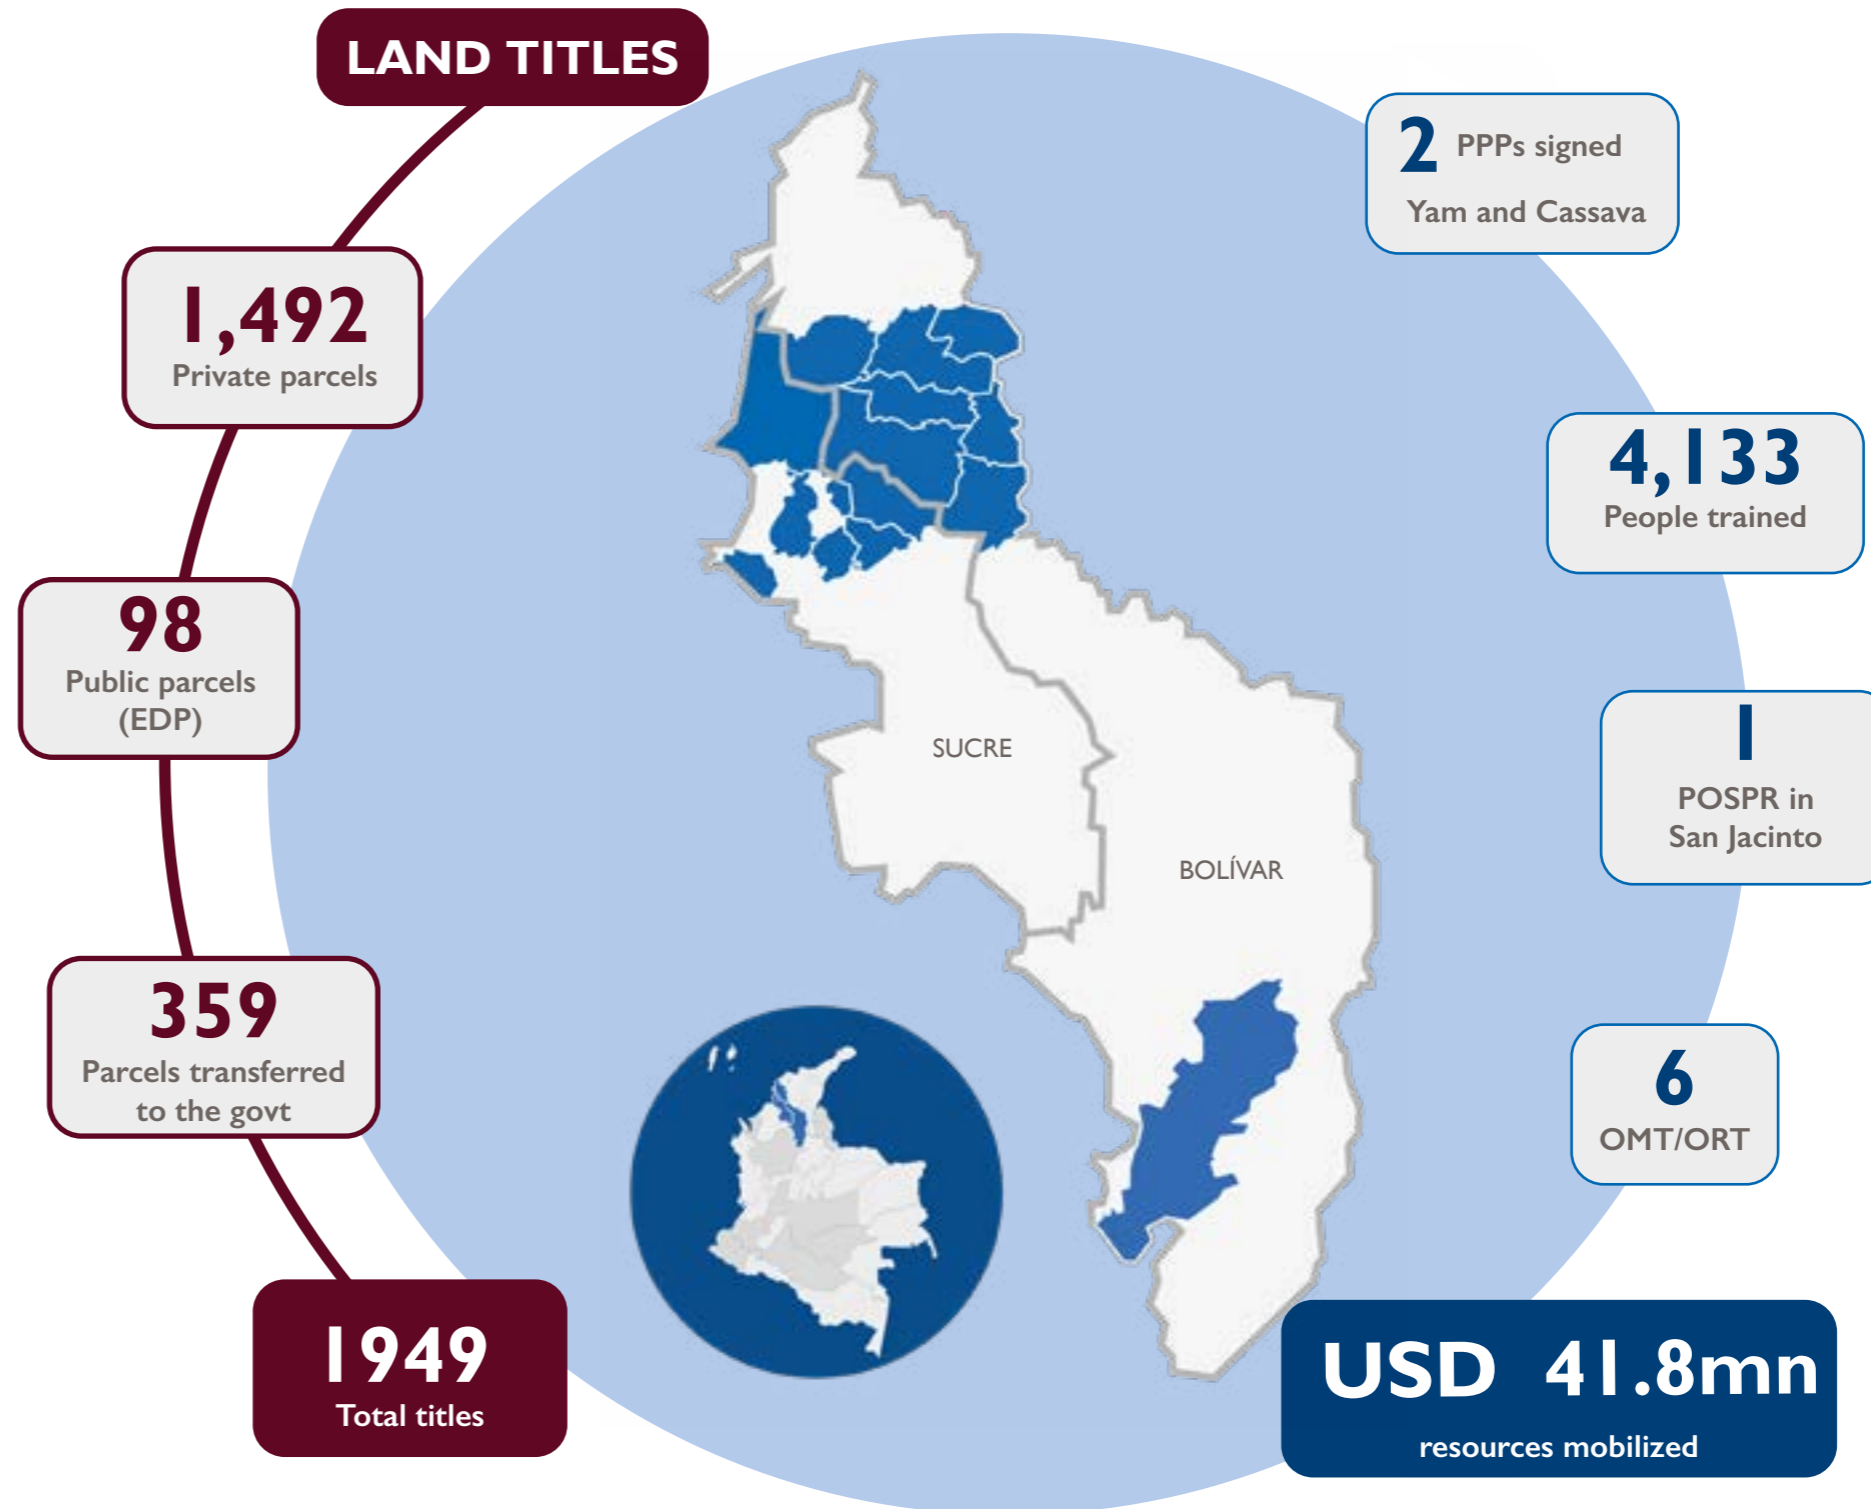 LAND TITLES
1,492
Private parcels
98
Public parcels
(EDP)
359
Parcels transferred
to the govt
1949
Total titles
SUCRE
BOLÍVAR
2 PPPs signed
Yam and Cassava
4,133
People trained
1
POSPR in
San Jacinto
6
OMT/ORT
USD 41.8mn
resources mobilized